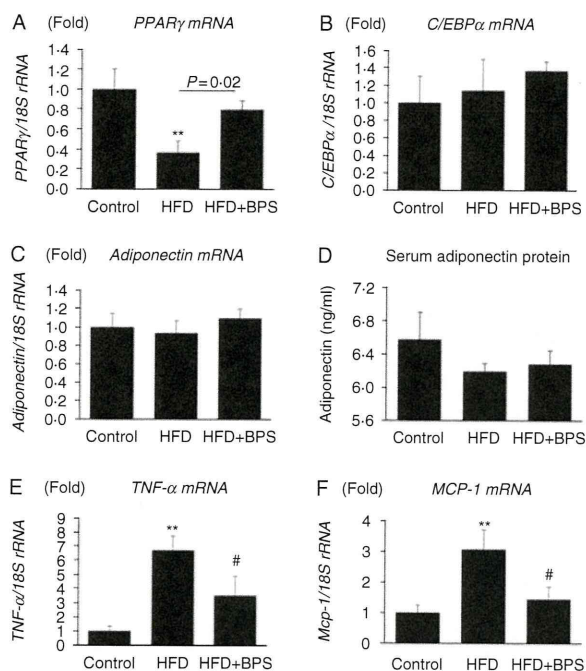 A (Fold) PPARγ mRNA
PPARγ/18S rRNA
1·4
1·2
1·0
0·8
0·6
0·4
0·2
0·0
P=0·02
**
Control HFD HFD+BPS
B (Fold) C/EBPα mRNA
C/EBPα/18S rRNA
1·6
1·4
1·2
1·0
0·8
0·6
0·4
0·2
0·0
Control HFD HFD+BPS
C (Fold) Adiponectin mRNA
Adiponectin/18S rRNA
1·4
1·2
1·0
0·8
0·6
0·4
0·2
0·0
Control HFD HFD+BPS
D Serum adiponectin protein
Adiponectin (ng/ml)
7·2
6·8
6·4
6·0
5·6
Control HFD HFD+BPS
E (Fold) TNF-α mRNA
TNF-α/18S rRNA
9
8
7
6
5
4
3
2
1
0
**
#
Control HFD HFD+BPS
F (Fold) MCP-1 mRNA
Mcp-1/18S rRNA
4
3
2
1
0
**
#
Control HFD HFD+BPS